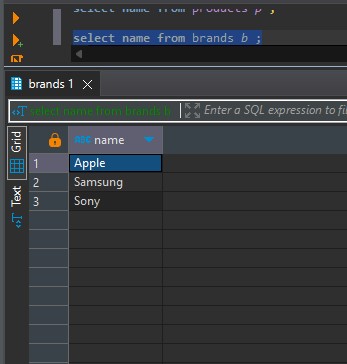 select name from products p ;
select name from brands b ;
brands 1
select name from brands b
Enter a SQL expression to fi
Grid
Text
ABC name
1 Apple
2 Samsung
3 Sony